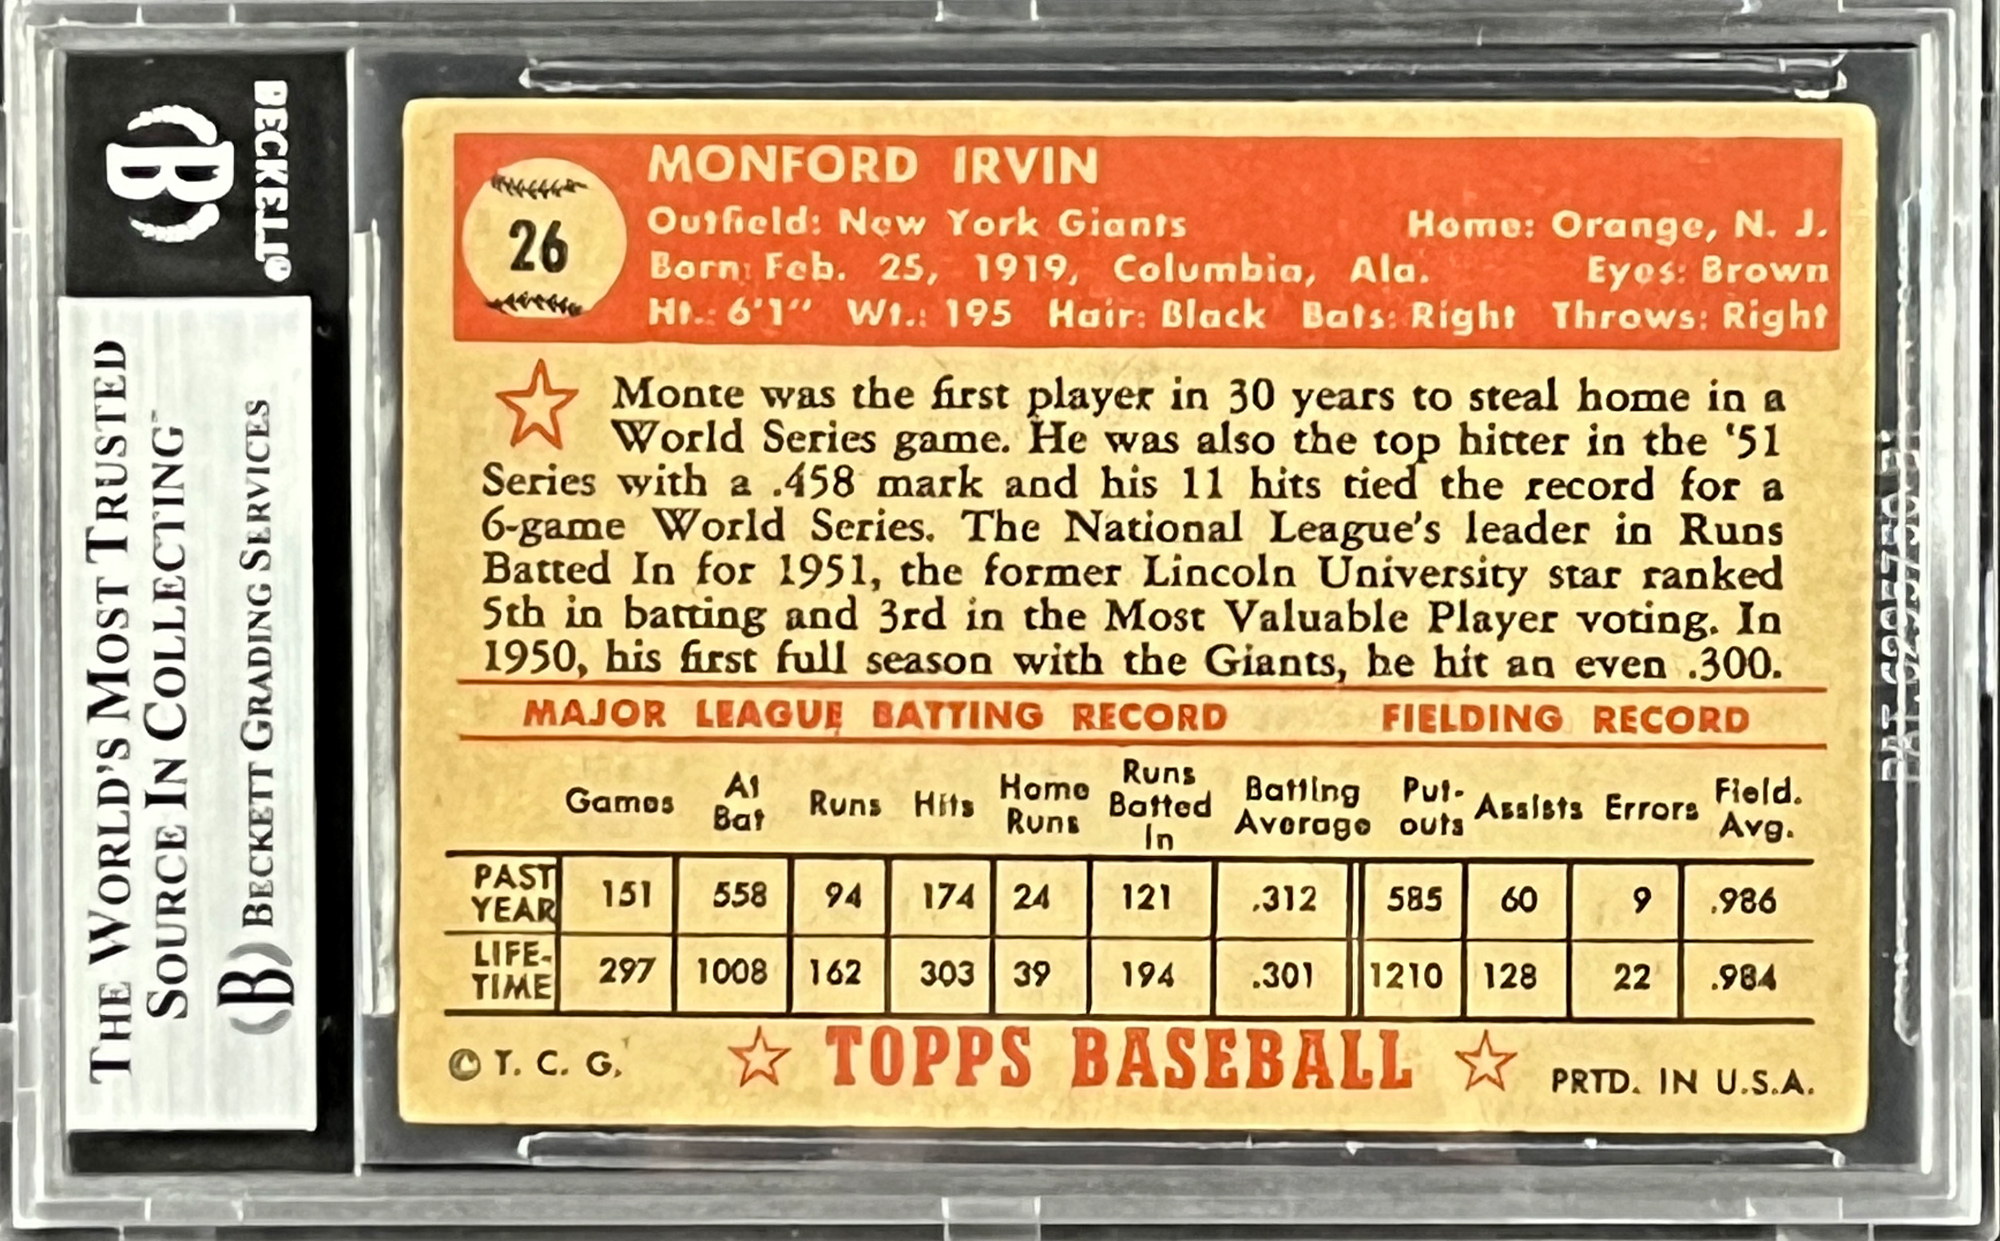 BECKETT®
B
THE WORLD'S MOST TRUSTED
SOURCE IN COLLECTING™
B BECKETT GRADING SERVICES
26
MONFORD IRVIN
Outfield: New York Giants Home: Orange, N. J.
Born: Feb. 25, 1919, Columbia, Ala. Eyes: Brown
Ht.: 6'1" Wt.: 195 Hair: Black Bats: Right Throws: Right
Monte was the first player in 30 years to steal home in a
World Series game. He was also the top hitter in the '51
Series with a .458 mark and his 11 hits tied the record for a
6-game World Series. The National League's leader in Runs
Batted In for 1951, the former Lincoln University star ranked
5th in batting and 3rd in the Most Valuable Player voting. In
1950, his first full season with the Giants, he hit an even .300.
MAJOR LEAGUE BATTING RECORD FIELDING RECORD
Games At Bat Runs Hits Home Runs Runs Batted In Batting Average Put-outs Assists Errors Field. Avg.
PAST YEAR 151 558 94 174 24 121 .312 585 60 9 .986
LIFE-TIME 297 1008 162 303 39 194 .301 1210 128 22 .984
© T. C. G. TOPPS BASEBALL PRTD. IN U.S.A.